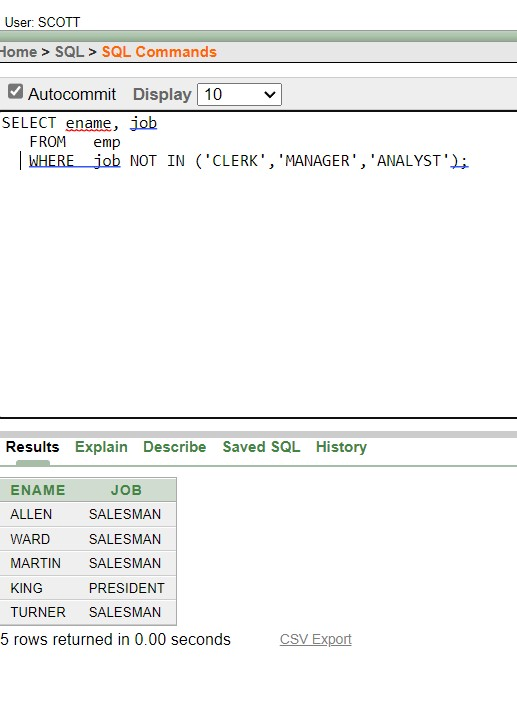 User: SCOTT
Home > SQL > SQL Commands
Autocommit Display 10
SELECT ename, job
FROM emp
WHERE job NOT IN ('CLERK','MANAGER','ANALYST');
Results Explain Describe Saved SQL History
ENAME JOB
ALLEN SALESMAN
WARD SALESMAN
MARTIN SALESMAN
KING PRESIDENT
TURNER SALESMAN
5 rows returned in 0.00 seconds CSV Export